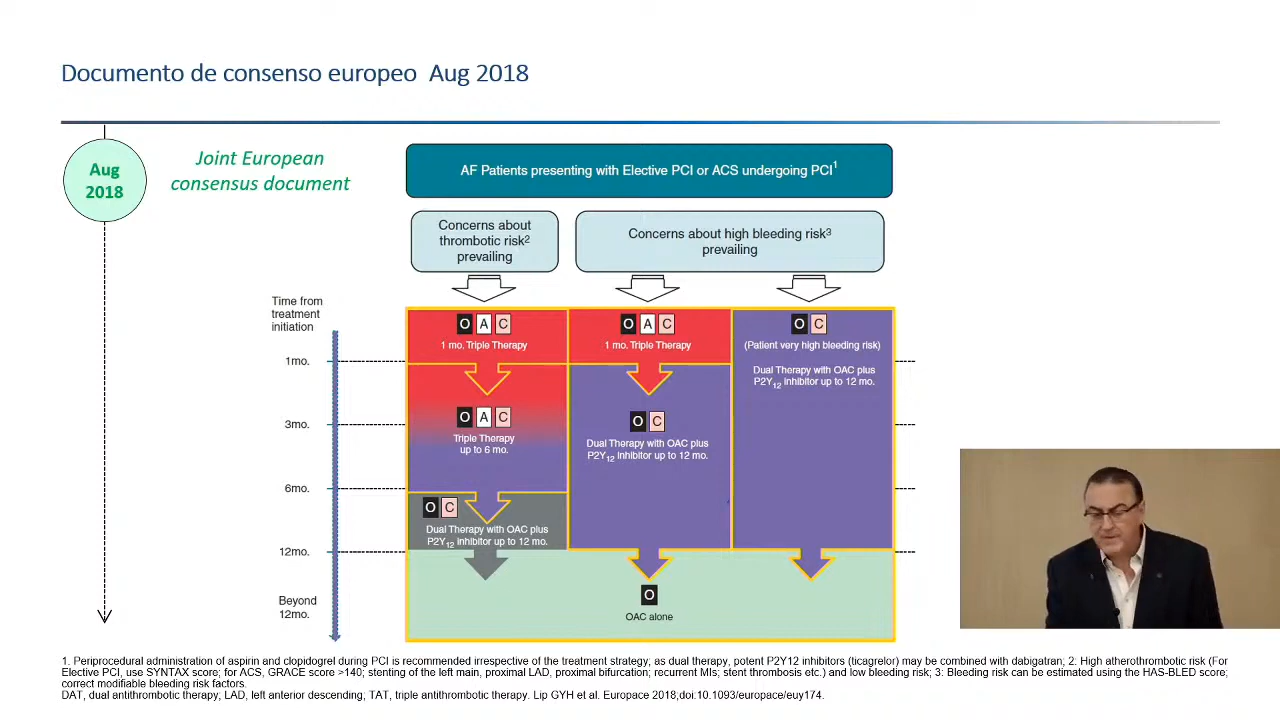 Documento de consenso europeo Aug 2018
Aug
2018
Joint European
consensus document
AF Patients presenting with Elective PCI or ACS undergoing PCI1
Concerns about
thrombotic risk2
prevailing
Concerns about high bleeding risk3
prevailing
Time from
treatment
initiation
1mo.
3mo.
6mo.
12mo.
Beyond
12mo.
O A C
1 mo. Triple Therapy
O A C
Triple Therapy
up to 6 mo.
O C
Dual Therapy with OAC plus
P2Y12 inhibitor up to 12 mo.
O A C
1 mo. Triple Therapy
O C
Dual Therapy with OAC plus
P2Y12 inhibitor up to 12 mo.
O C
(Patient very high bleeding risk)
Dual Therapy with OAC plus
P2Y12 inhibitor up to 12 mo.
O
OAC alone
1. Periprocedural administration of aspirin and clopidogrel during PCI is recommended irrespective of the treatment strategy; as dual therapy, potent P2Y12 inhibitors (ticagrelor) may be combined with dabigatran; 2: High atherothrombotic risk (For
Elective PCI, use SYNTAX score; for ACS, GRACE score >140; stenting of the left main, proximal LAD, proximal bifurcation; recurrent MIs; stent thrombosis etc.) and low bleeding risk; 3: Bleeding risk can be estimated using the HAS-BLED score;
correct modifiable bleeding risk factors.
DAT, dual antithrombotic therapy; LAD, left anterior descending; TAT, triple antithrombotic therapy. Lip GYH et al. Europace 2018;doi:10.1093/europace/euy174.